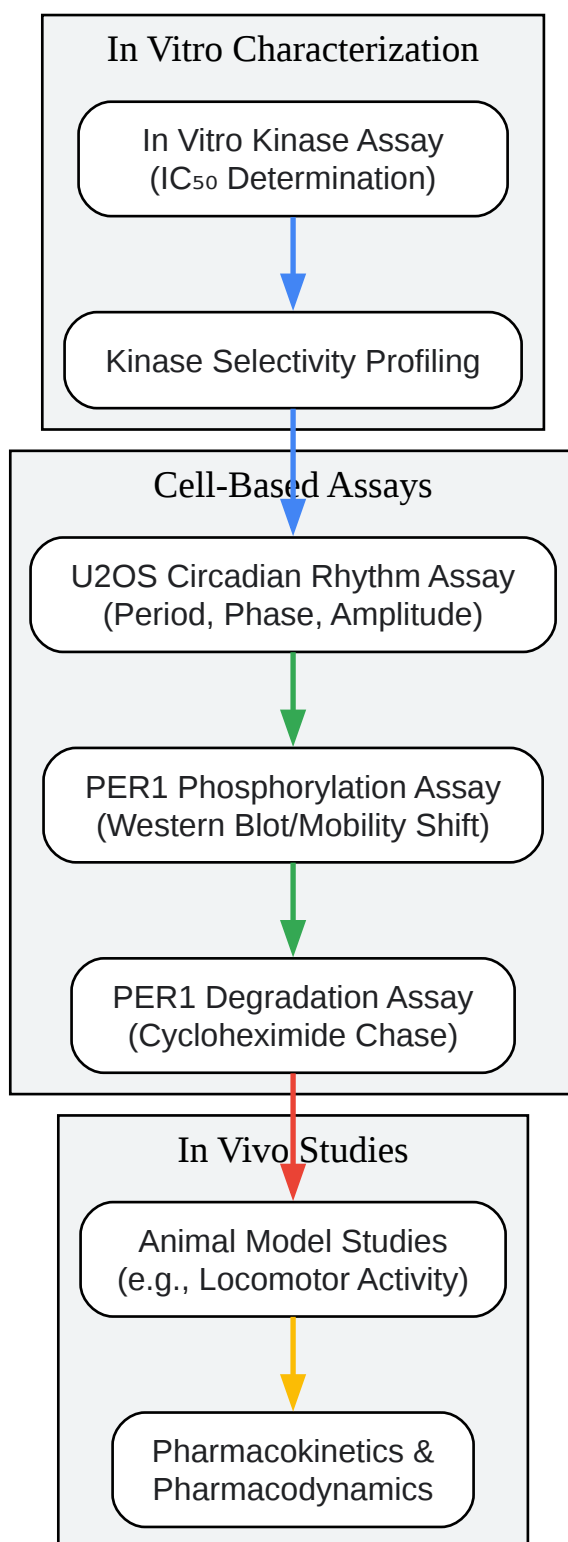 In Vitro Characterization
In Vitro Kinase Assay
(IC₅₀ Determination)
Kinase Selectivity Profiling
Cell-Based Assays
U2OS Circadian Rhythm Assay
(Period, Phase, Amplitude)
PER1 Phosphorylation Assay
(Western Blot/Mobility Shift)
PER1 Degradation Assay
(Cycloheximide Chase)
In Vivo Studies
Animal Model Studies
(e.g., Locomotor Activity)
Pharmacokinetics &
Pharmacodynamics